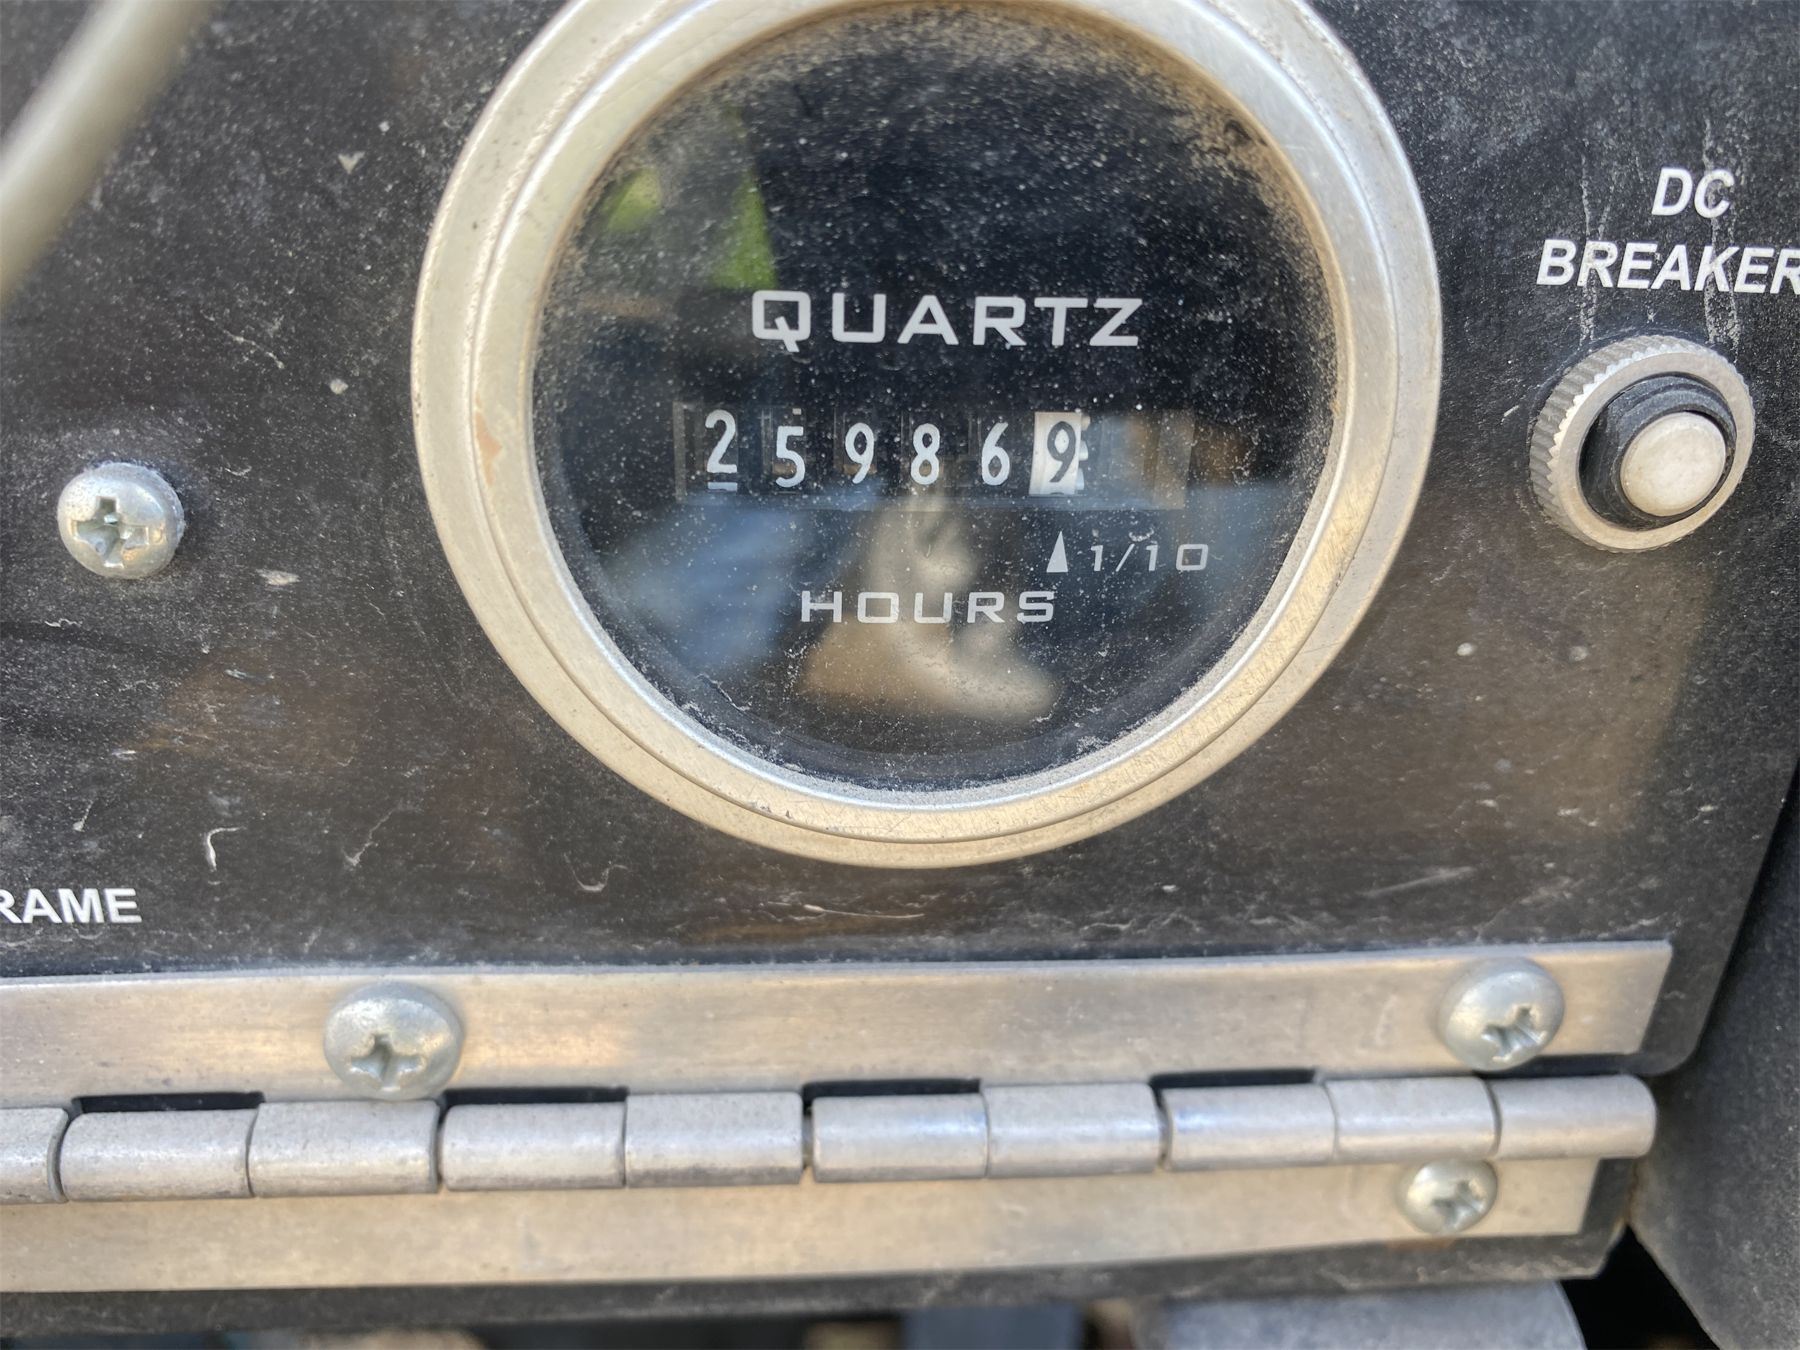 DC
BREAKER
QUARTZ
259869
1/10
HOURS
RAME